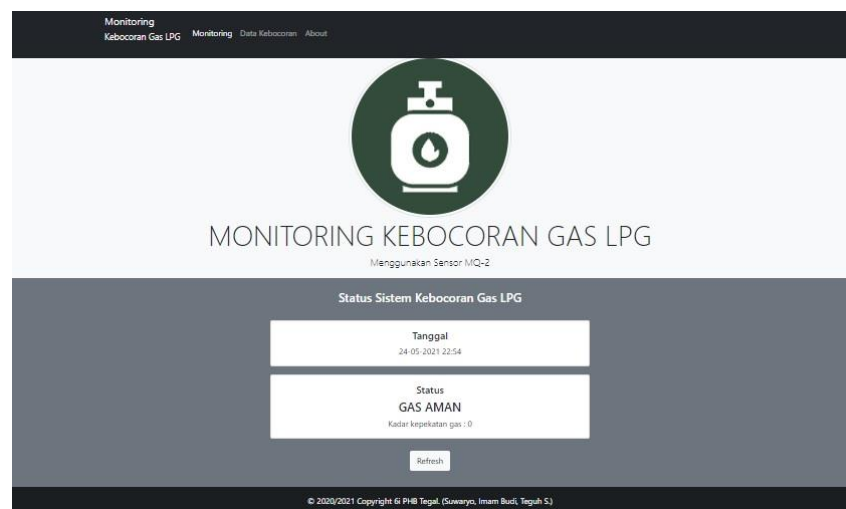 Monitoring
Kebocoran Gas LPG
Monitoring Data Kebocoran About
MONITORING KEBOCORAN GAS LPG
Menggunakan Sensor MQ-2
Status Sistem Kebocoran Gas LPG
Tanggal
24-05-2021 22:54
Status
GAS AMAN
Kadar kepekatan gas : 0
Refresh
© 2020/2021 Copyright 6i PHB Tegal. (Suwaryo, Imam Budi, Teguh S.)